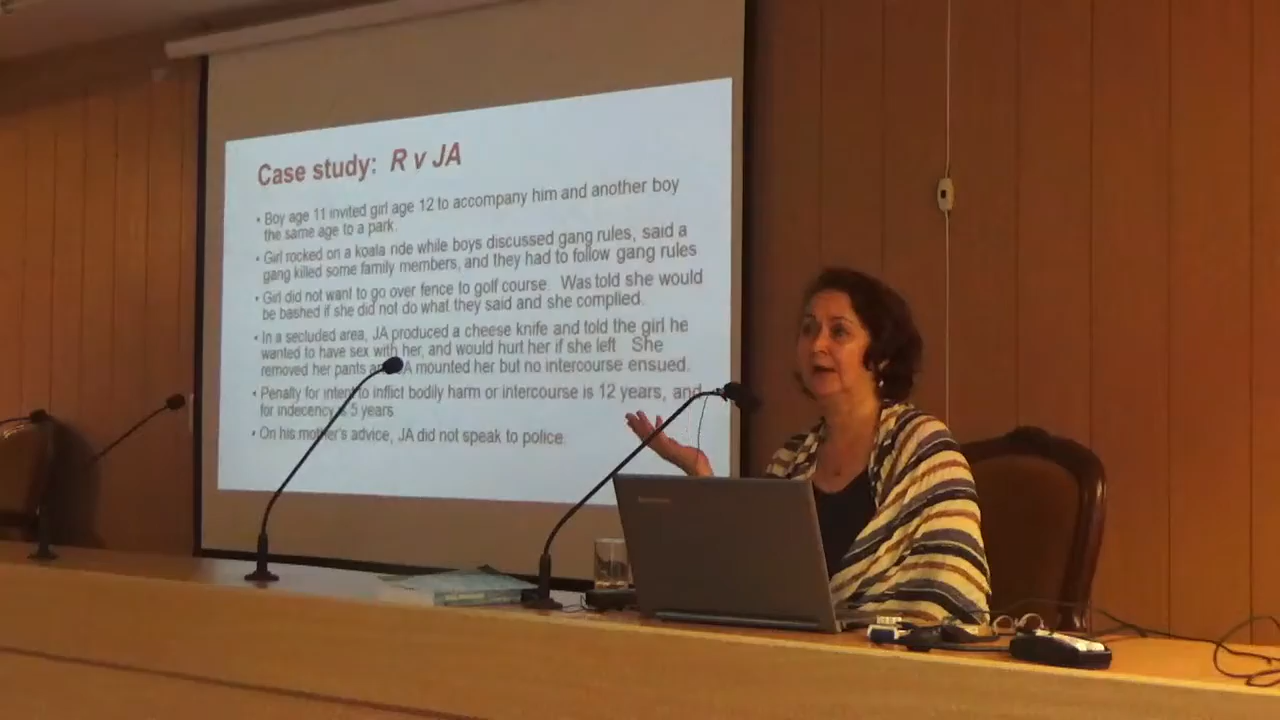 Case study: R v JA
• Boy age 11 invited girl age 12 to accompany him and another boy
the same age to a park.
• Girl rocked on a koala ride while boys discussed gang rules, said a
gang killed some family members, and they had to follow gang rules
• Girl did not want to go over fence to golf course. Was told she would
be bashed if she did not do what they said and she complied.
• In a secluded area, JA produced a cheese knife and told the girl he
wanted to have sex with her, and would hurt her if she left She
removed her pants JA mounted her but no intercourse ensued.
• Penalty for intent to inflict bodily harm or intercourse is 12 years, and
for indecency 5 years
• On his mother's advice, JA did not speak to police.
lenovo